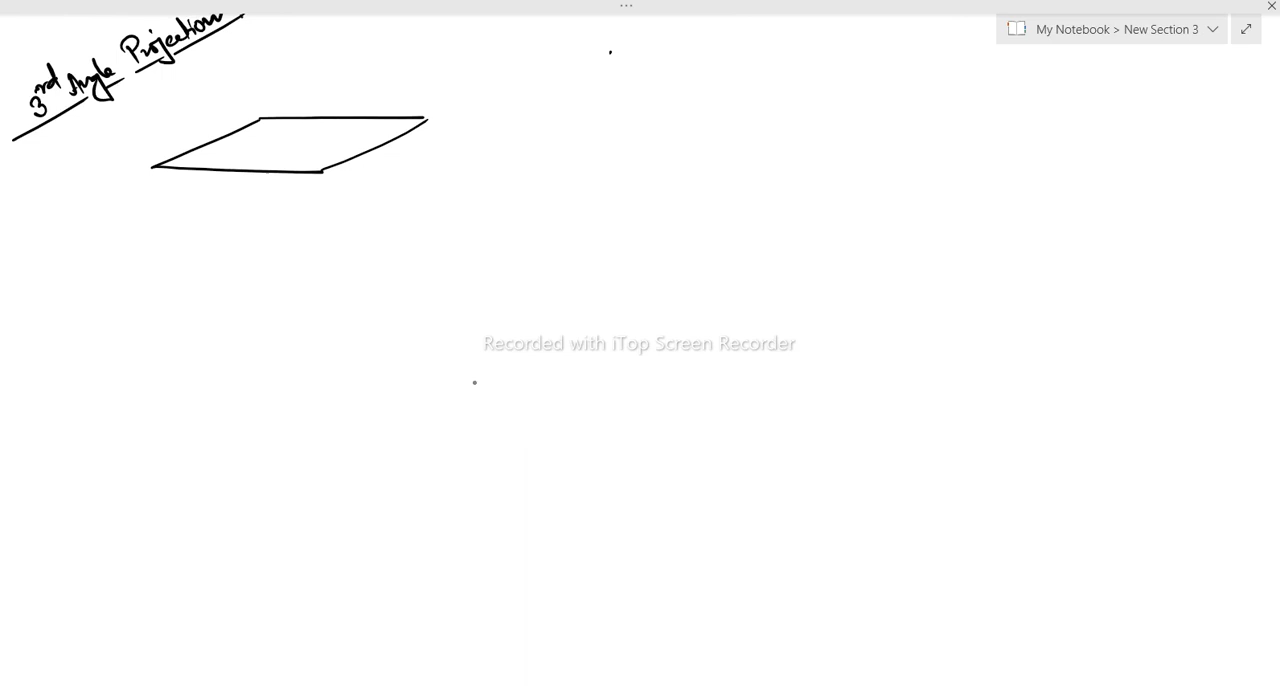 3rd Angle Projection
My Notebook > New Section 3
Recorded with iTop Screen Recorder